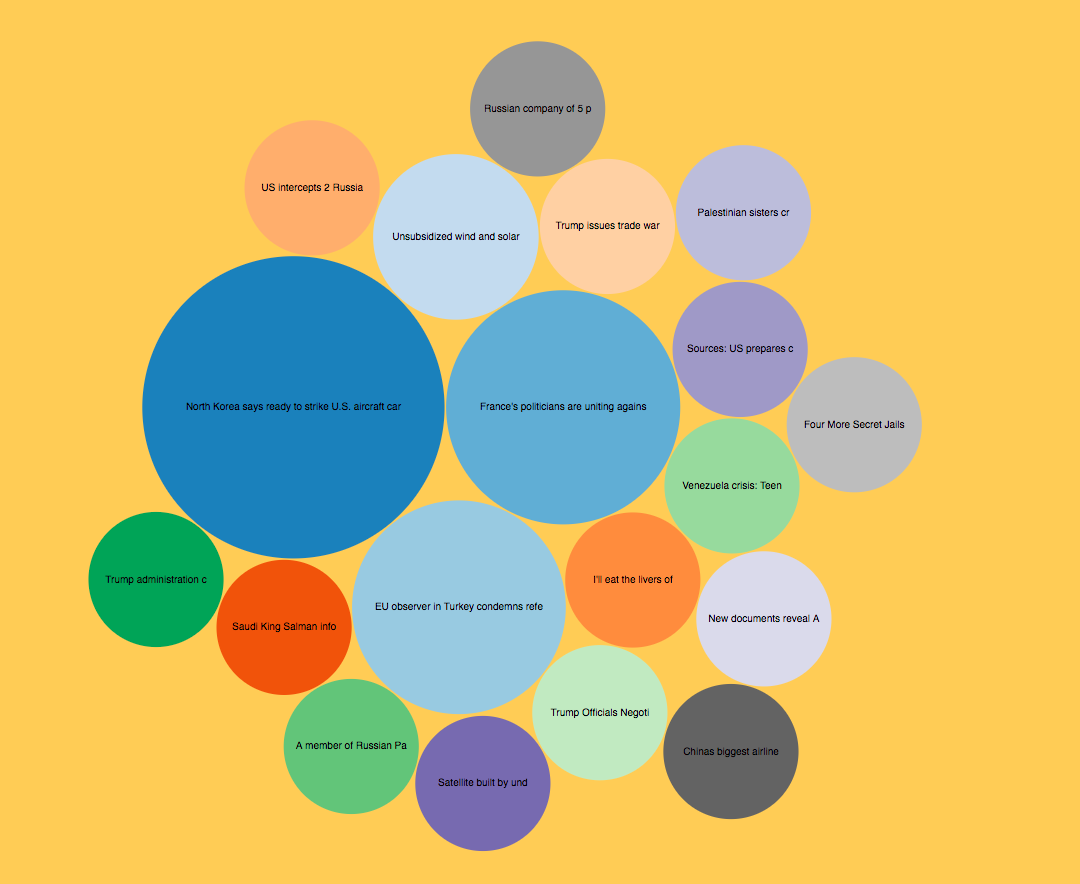 Russian company of 5 p
US intercepts 2 Russia
Unsubsidized wind and solar
Trump issues trade war
Palestinian sisters cr
Sources: US prepares c
North Korea says ready to strike U.S. aircraft car
France's politicians are uniting agains
Four More Secret Jails
Venezuela crisis: Teen
Trump administration c
Saudi King Salman info
EU observer in Turkey condemns refe
I'll eat the livers of
New documents reveal A
Trump Officials Negoti
A member of Russian Pa
Satellite built by und
Chinas biggest airline